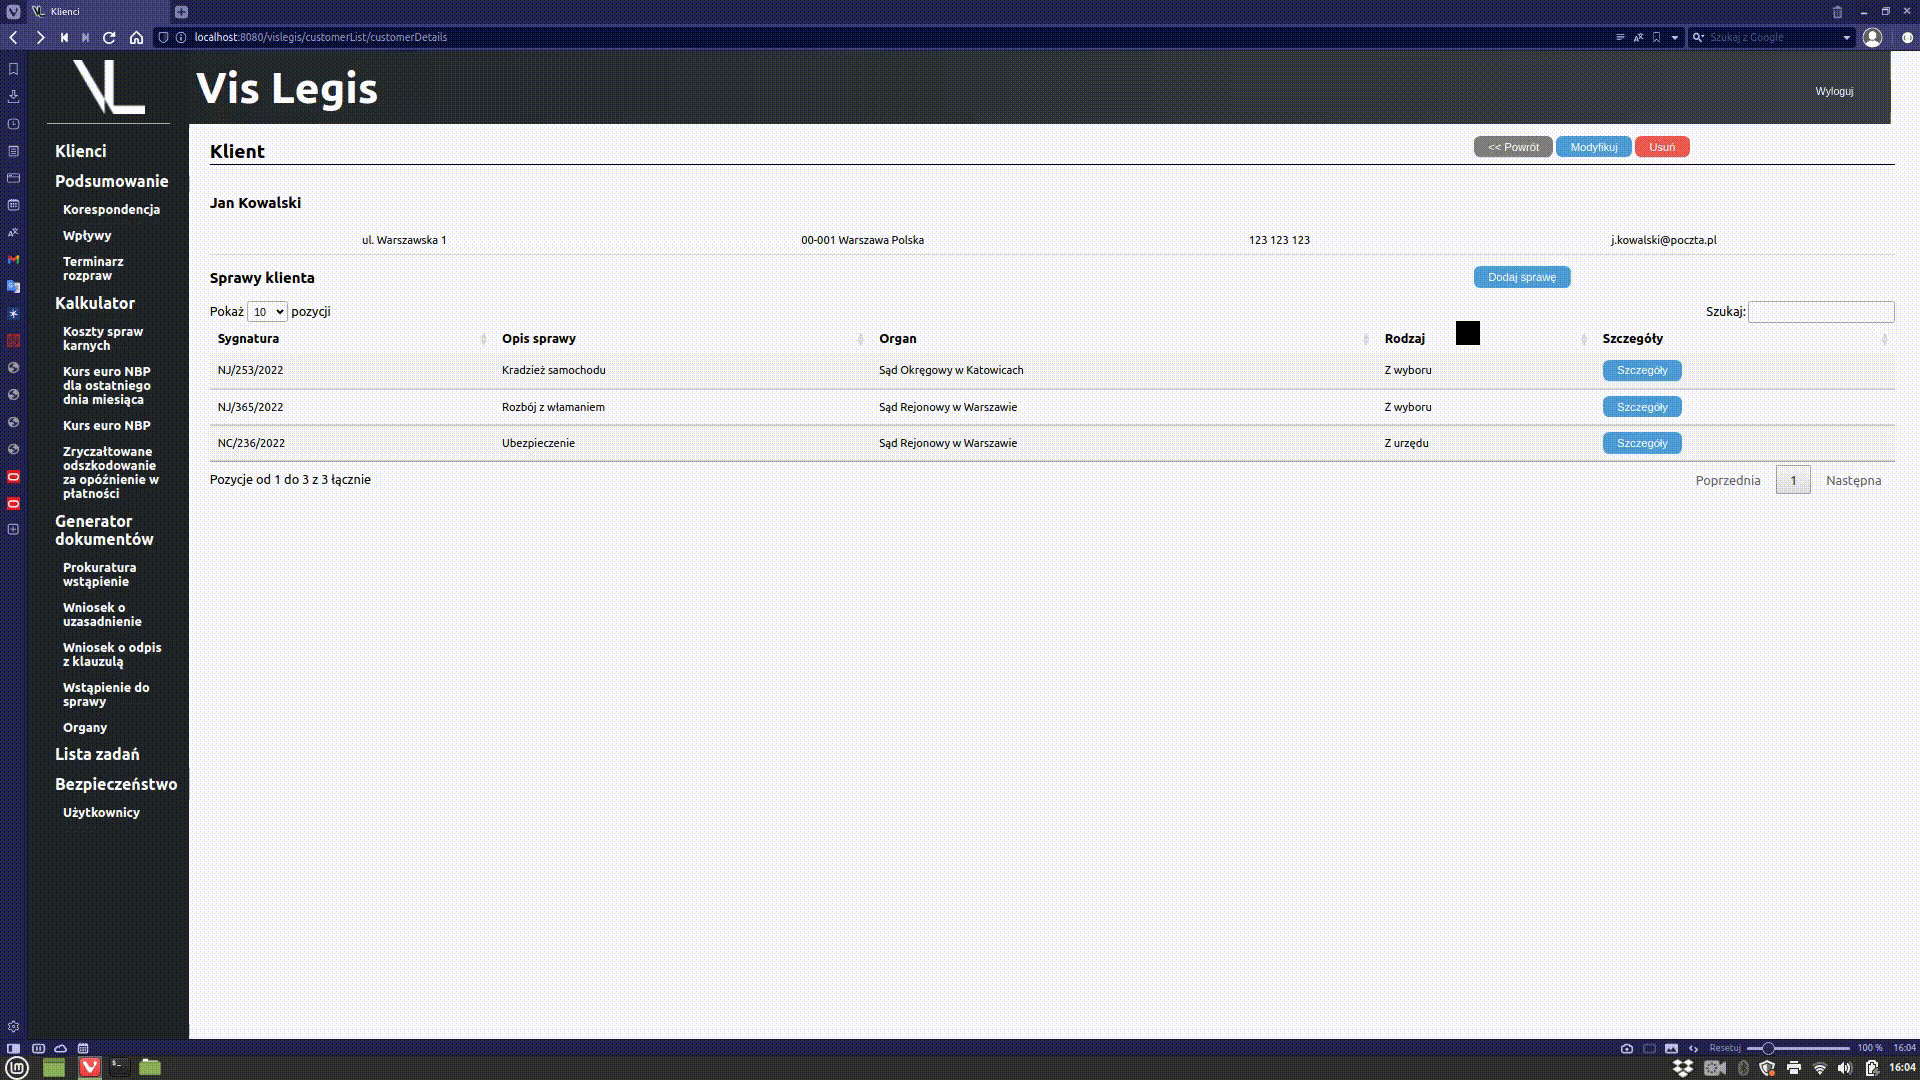 Klienci
localhost:8080/vislegis/customerList/customerDetails
Szukaj z Google
VL
Vis Legis
Wyloguj
Klienci
Podsumowanie
Korespondencja
Wpływy
Terminarz
rozpraw
Kalkulator
Koszty spraw
karnych
Kurs euro NBP
dla ostatniego
dnia miesiąca
Kurs euro NBP
Zryczałtowane
odszkodowanie
za opóźnienie w
płatności
Generator
dokumentów
Prokuratura
wstąpienie
Wniosek o
uzasadnienie
Wniosek o odpis
z klauzulą
Wstąpienie do
sprawy
Organy
Lista zadań
Bezpieczeństwo
Użytkownicy
Klient
<< Powrót Modyfikuj Usuń
Jan Kowalski
ul. Warszawska 1 00-001 Warszawa Polska 123 123 123 j.kowalski@poczta.pl
Sprawy klienta Dodaj sprawę
Pokaż 10 pozycji Szukaj:
Sygnatura Opis sprawy Organ Rodzaj Szczegóły
NJ/253/2022 Kradzież samochodu Sąd Okręgowy w Katowicach Z wyboru Szczegóły
NJ/365/2022 Rozbój z włamaniem Sąd Rejonowy w Warszawie Z wyboru Szczegóły
NC/236/2022 Ubezpieczenie Sąd Rejonowy w Warszawie Z urzędu Szczegóły
Pozycje od 1 do 3 z 3 łącznie Poprzednia 1 Następna
Resetuj 100 % 16:04
16:04